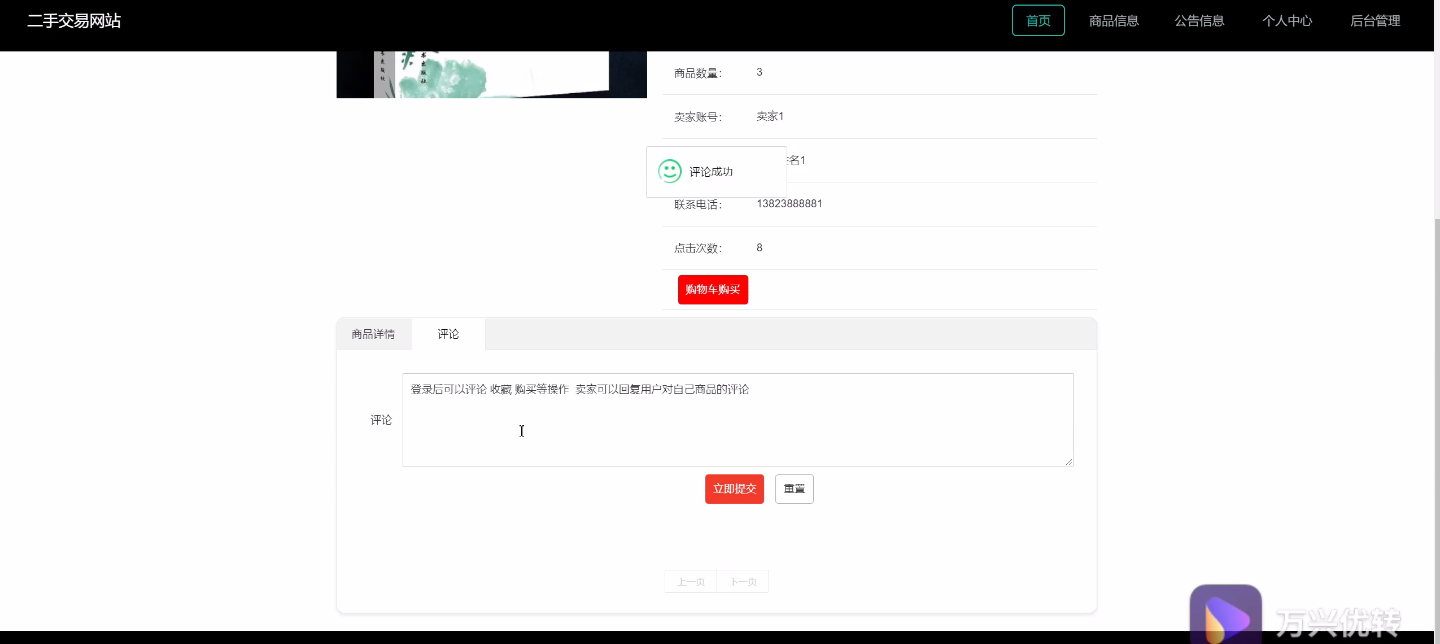 二手交易网站
首页 商品信息 公告信息 个人中心 后台管理
商品数量： 3
卖家账号： 卖家1
名1
评论成功
联系电话： 13823888881
点击次数： 8
购物车购买
商品详情 评论
评论
登录后可以评论 收藏 购买等操作 卖家可以回复用户对自己商品的评论
立即提交 重置
上一页 下一页
万兴优转